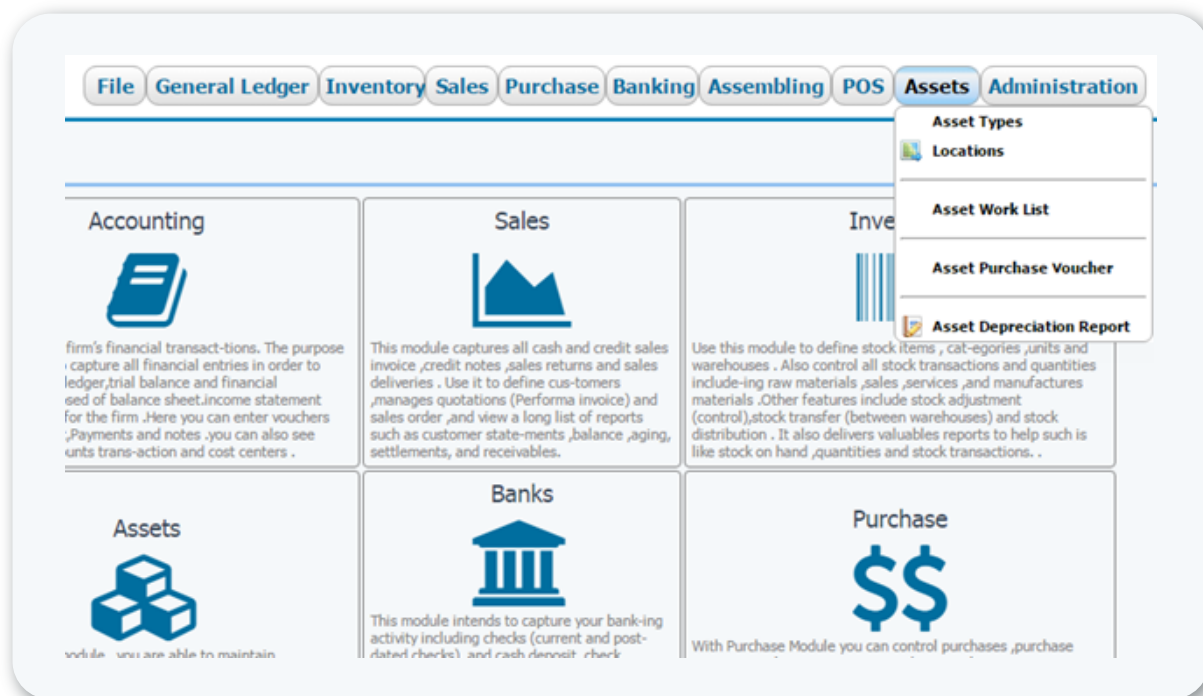 File General Ledger Inventory Sales Purchase Banking Assembling POS Assets Administration
Asset Types
Locations
Asset Work List
Asset Purchase Voucher
Asset Depreciation Report
Accounting
firm's financial transact-tions. The purpose
capture all financial entries in order to
ledger,trial balance and financial
sed of balance sheet.income statement
for the firm .Here you can enter vouchers
,Payments and notes .you can also see
unts trans-action and cost centers .
Sales
This module captures all cash and credit sales
invoice ,credit notes ,sales returns and sales
deliveries . Use it to define cus-tomers
,manages quotations (Performa invoice) and
sales order ,and view a long list of reports
such as customer state-ments ,balance ,aging,
settlements, and receivables.
Inve
Use this module to define stock items , cat-egories ,units and
warehouses . Also control all stock transactions and quantities
include-ing raw materials ,sales ,services ,and manufactures
materials .Other features include stock adjustment
(control),stock transfer (between warehouses) and stock
distribution . It also delivers valuables reports to help such is
like stock on hand ,quantities and stock transactions. .
Assets
module , you are able to maintain
Banks
This module intends to capture your bank-ing
activity including checks (current and post-
dated checks), and cash deposit, check
Purchase
With Purchase Module you can control purchases ,purchase